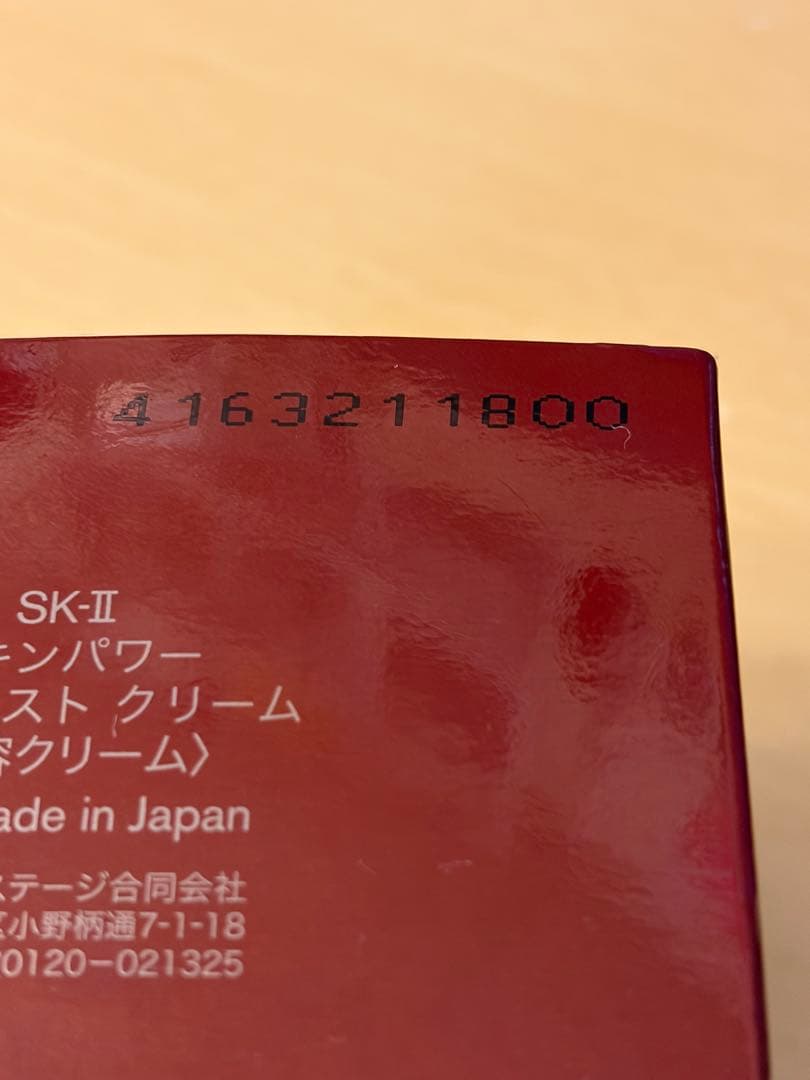 4163211800
SK-II
キンパワー
スト クリーム
容クリーム〉
ade in Japan
ステージ合同会社
区小野柄通7-1-18
0120-021325